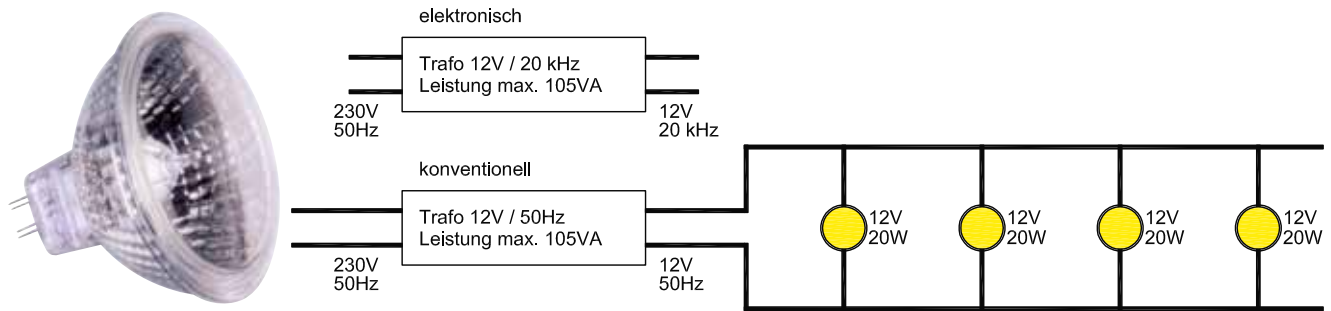 elektronisch
Trafo 12V / 20 kHz
Leistung max. 105VA
230V
50Hz
12V
20 kHz
konventionell
Trafo 12V / 50Hz
Leistung max. 105VA
230V
50Hz
12V
50Hz
12V
20W
12V
20W
12V
20W
12V
20W